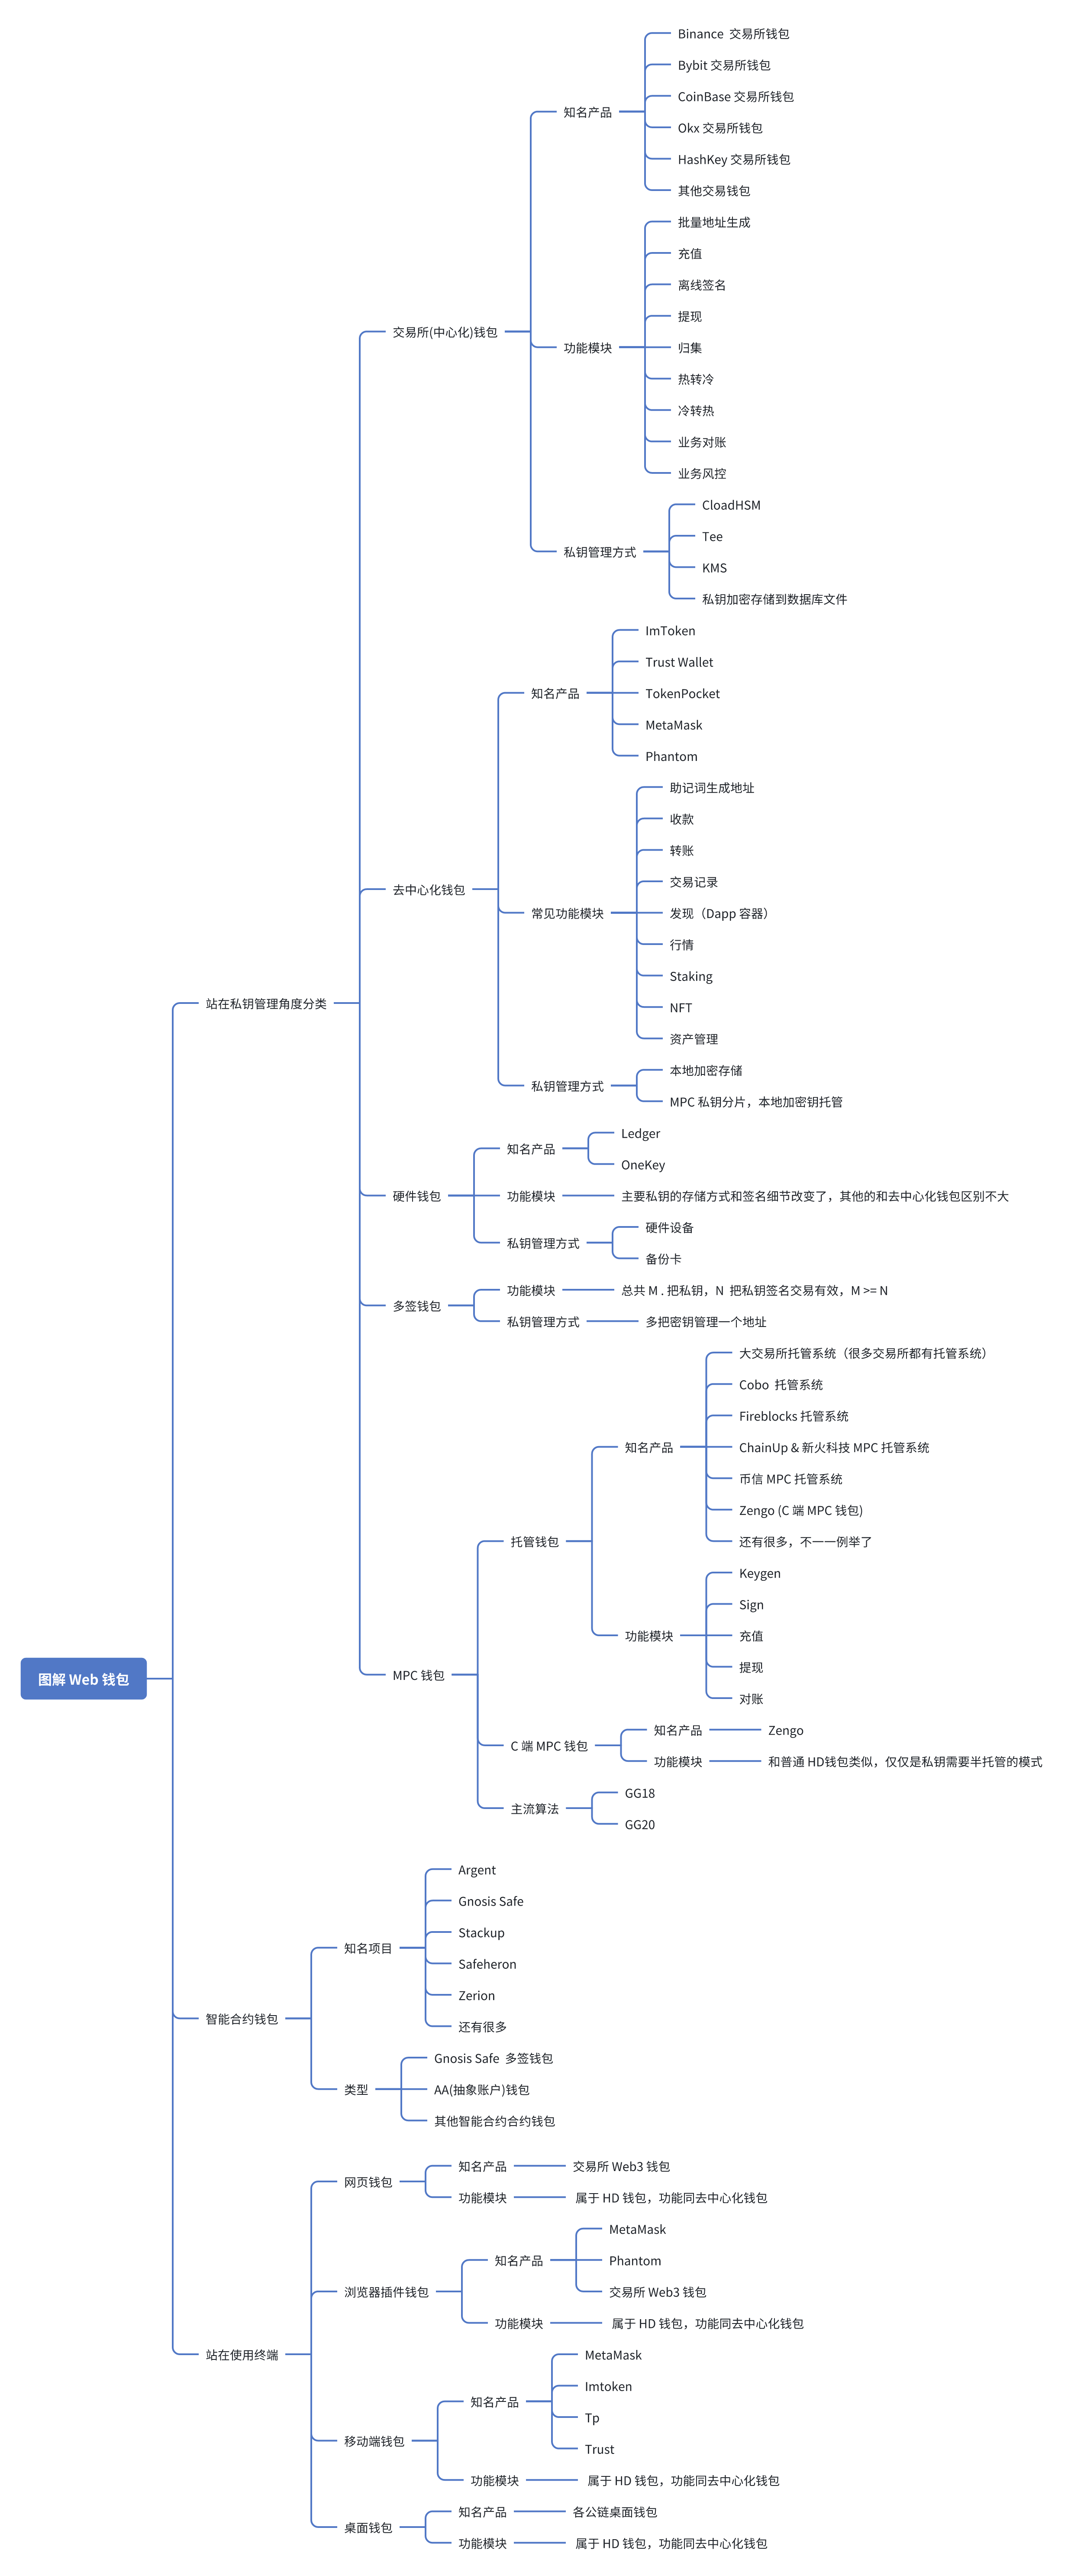 图解 Web 钱包
站在私钥管理角度分类
交易所(中心化)钱包
知名产品
Binance 交易所钱包
Bybit 交易所钱包
CoinBase 交易所钱包
Okx 交易所钱包
HashKey 交易所钱包
其他交易钱包
功能模块
批量地址生成
充值
离线签名
提现
归集
热转冷
冷转热
业务对账
业务风控
私钥管理方式
CloadHSM
Tee
KMS
私钥加密存储到数据库文件
去中心化钱包
知名产品
ImToken
Trust Wallet
TokenPocket
MetaMask
Phantom
常见功能模块
助记词生成地址
收款
转账
交易记录
发现（Dapp 容器）
行情
Staking
NFT
资产管理
私钥管理方式
本地加密存储
MPC 私钥分片，本地加密钥托管
硬件钱包
知名产品
Ledger
OneKey
功能模块
主要私钥的存储方式和签名细节改变了，其他的和去中心化钱包区别不大
私钥管理方式
硬件设备
备份卡
多签钱包
功能模块
总共 M . 把私钥，N 把私钥签名交易有效，M >= N
私钥管理方式
多把密钥管理一个地址
MPC 钱包
托管钱包
知名产品
大交易所托管系统（很多交易所都有托管系统）
Cobo 托管系统
Fireblocks 托管系统
ChainUp & 新火科技 MPC 托管系统
币信 MPC 托管系统
Zengo (C 端 MPC 钱包)
还有很多，不一一例举了
功能模块
Keygen
Sign
充值
提现
对账
C 端 MPC 钱包
知名产品
Zengo
功能模块
和普通 HD钱包类似，仅仅是私钥需要半托管的模式
主流算法
GG18
GG20
智能合约钱包
知名项目
Argent
Gnosis Safe
Stackup
Safeheron
Zerion
还有很多
类型
Gnosis Safe 多签钱包
AA(抽象账户)钱包
其他智能合约合约钱包
站在使用终端
网页钱包
知名产品
交易所 Web3 钱包
功能模块
属于 HD 钱包，功能同去中心化钱包
浏览器插件钱包
知名产品
MetaMask
Phantom
交易所 Web3 钱包
功能模块
属于 HD 钱包，功能同去中心化钱包
移动端钱包
知名产品
MetaMask
Imtoken
Tp
Trust
功能模块
属于 HD 钱包，功能同去中心化钱包
桌面钱包
知名产品
各公链桌面钱包
功能模块
属于 HD 钱包，功能同去中心化钱包